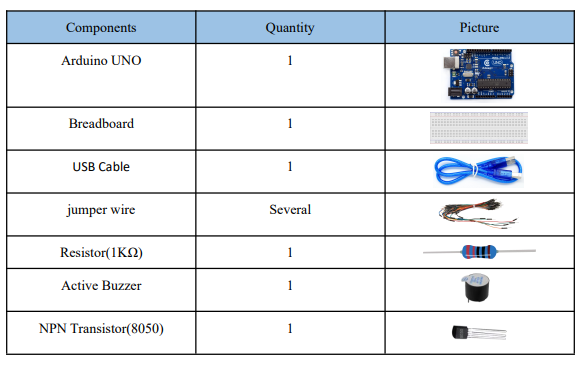 Components Quantity Picture
Arduino UNO 1
UNO
Breadboard 1
USB Cable 1
jumper wire Several
Resistor(1KΩ) 1
Active Buzzer 1
NPN Transistor(8050) 1